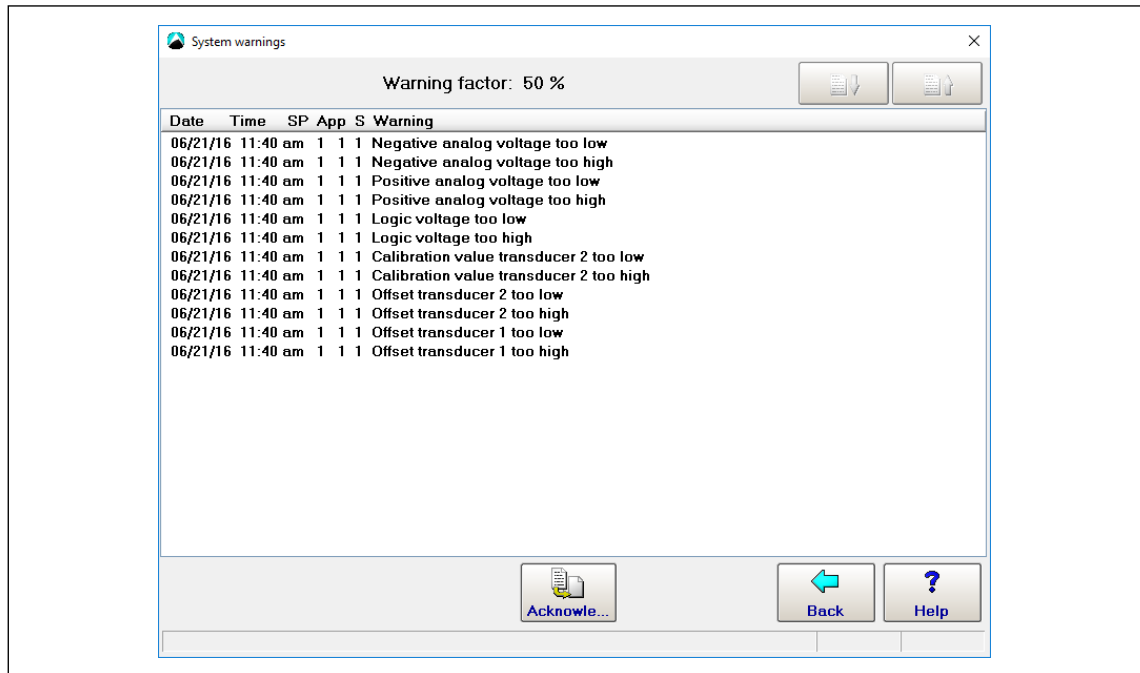 System warnings
Warning factor: 50 %
Date Time SP App S Warning
06/21/16 11:40 am 1 1 1 Negative analog voltage too low
06/21/16 11:40 am 1 1 1 Negative analog voltage too high
06/21/16 11:40 am 1 1 1 Positive analog voltage too low
06/21/16 11:40 am 1 1 1 Positive analog voltage too high
06/21/16 11:40 am 1 1 1 Logic voltage too low
06/21/16 11:40 am 1 1 1 Logic voltage too high
06/21/16 11:40 am 1 1 1 Calibration value transducer 2 too low
06/21/16 11:40 am 1 1 1 Calibration value transducer 2 too high
06/21/16 11:40 am 1 1 1 Offset transducer 2 too low
06/21/16 11:40 am 1 1 1 Offset transducer 2 too high
06/21/16 11:40 am 1 1 1 Offset transducer 1 too low
06/21/16 11:40 am 1 1 1 Offset transducer 1 too high
Acknowle... Back Help